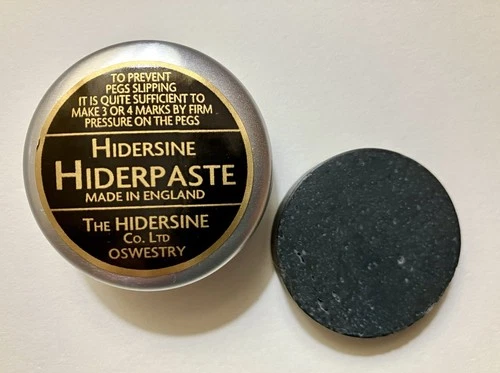 TO PREVENT
PEGS SLIPPING
IT IS QUITE SUFFICIENT TO
MAKE 3 OR 4 MARKS BY FIRM
PRESSURE ON THE PEGS
HIDERSINE
HIDERPASTE
MADE IN ENGLAND
THE HIDERSINE
CO. LTD
OSWESTRY